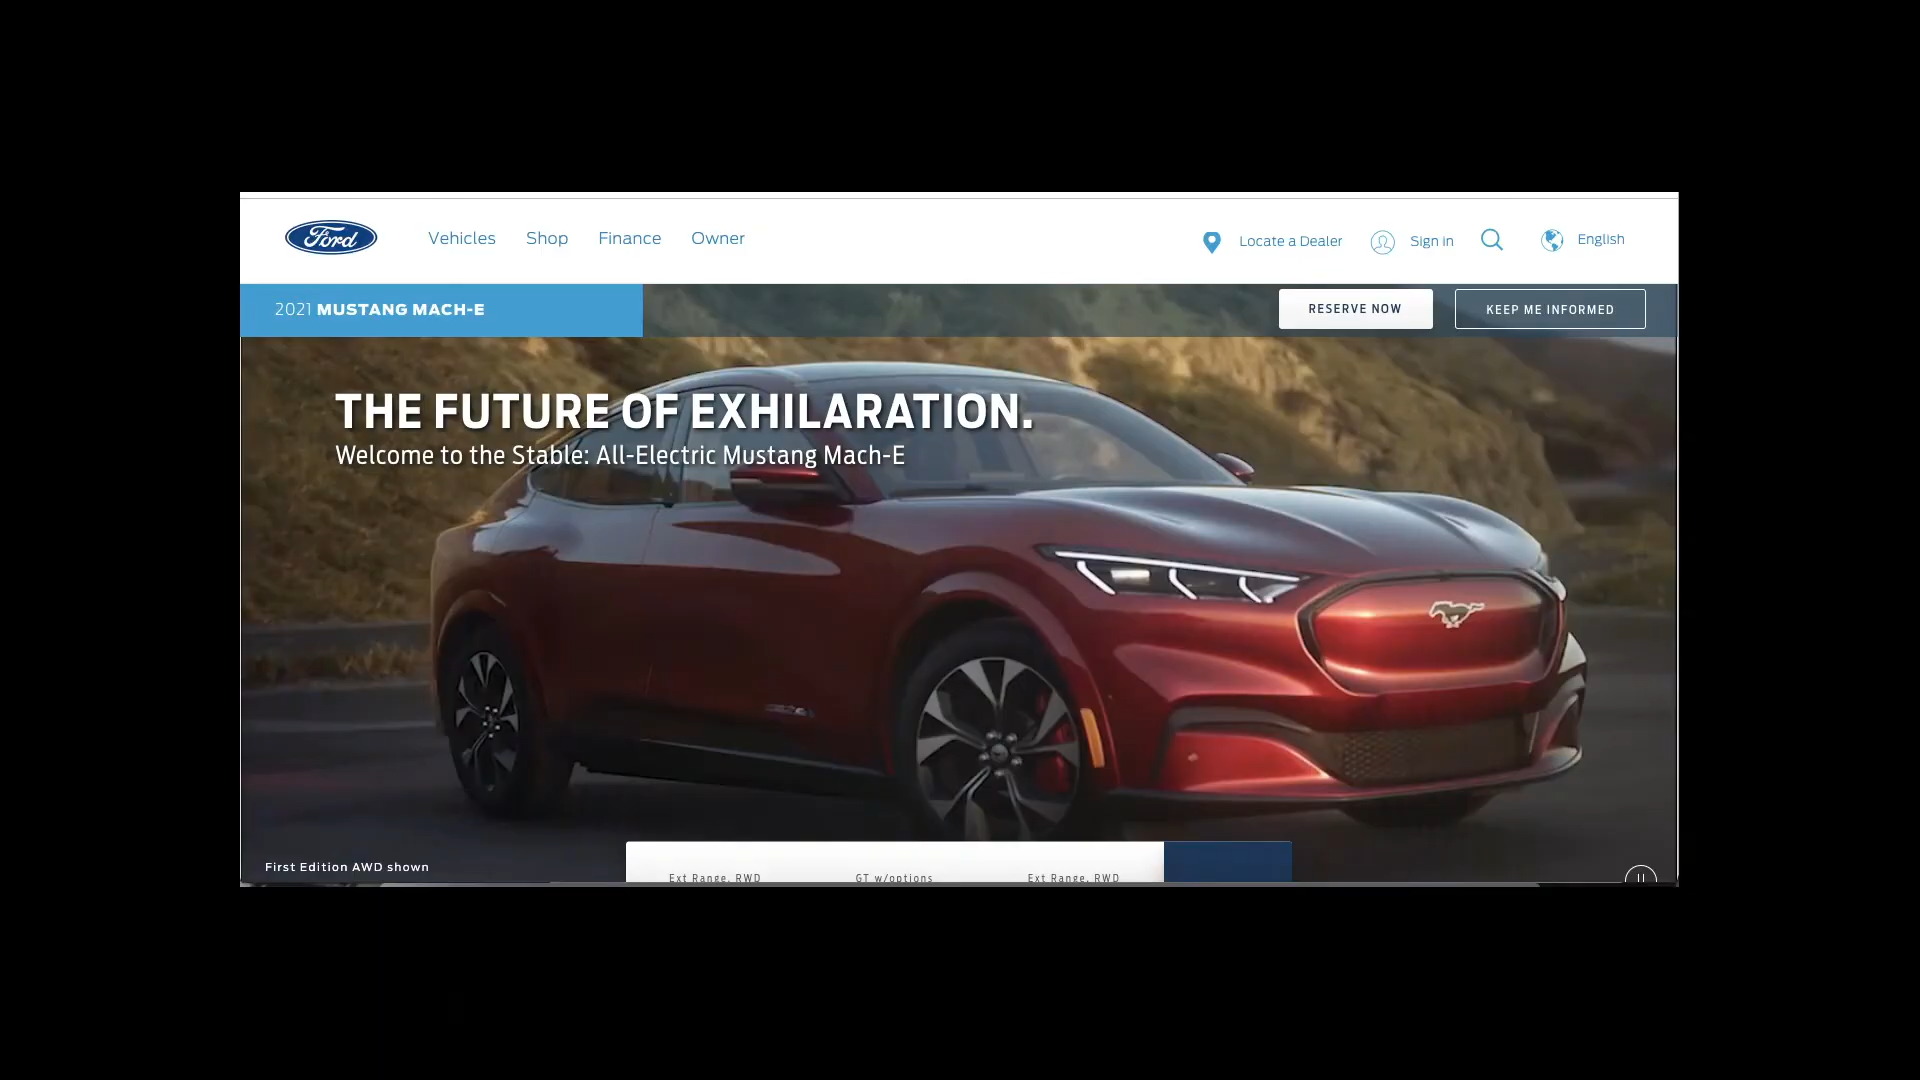 Ford
Vehicles Shop Finance Owner
Locate a Dealer Sign in English
2021 MUSTANG MACH-E
RESERVE NOW KEEP ME INFORMED
THE FUTURE OF EXHILARATION.
Welcome to the Stable: All-Electric Mustang Mach-E
First Edition AWD shown
Ext Range, RWD GT w/options Ext Range, RWD